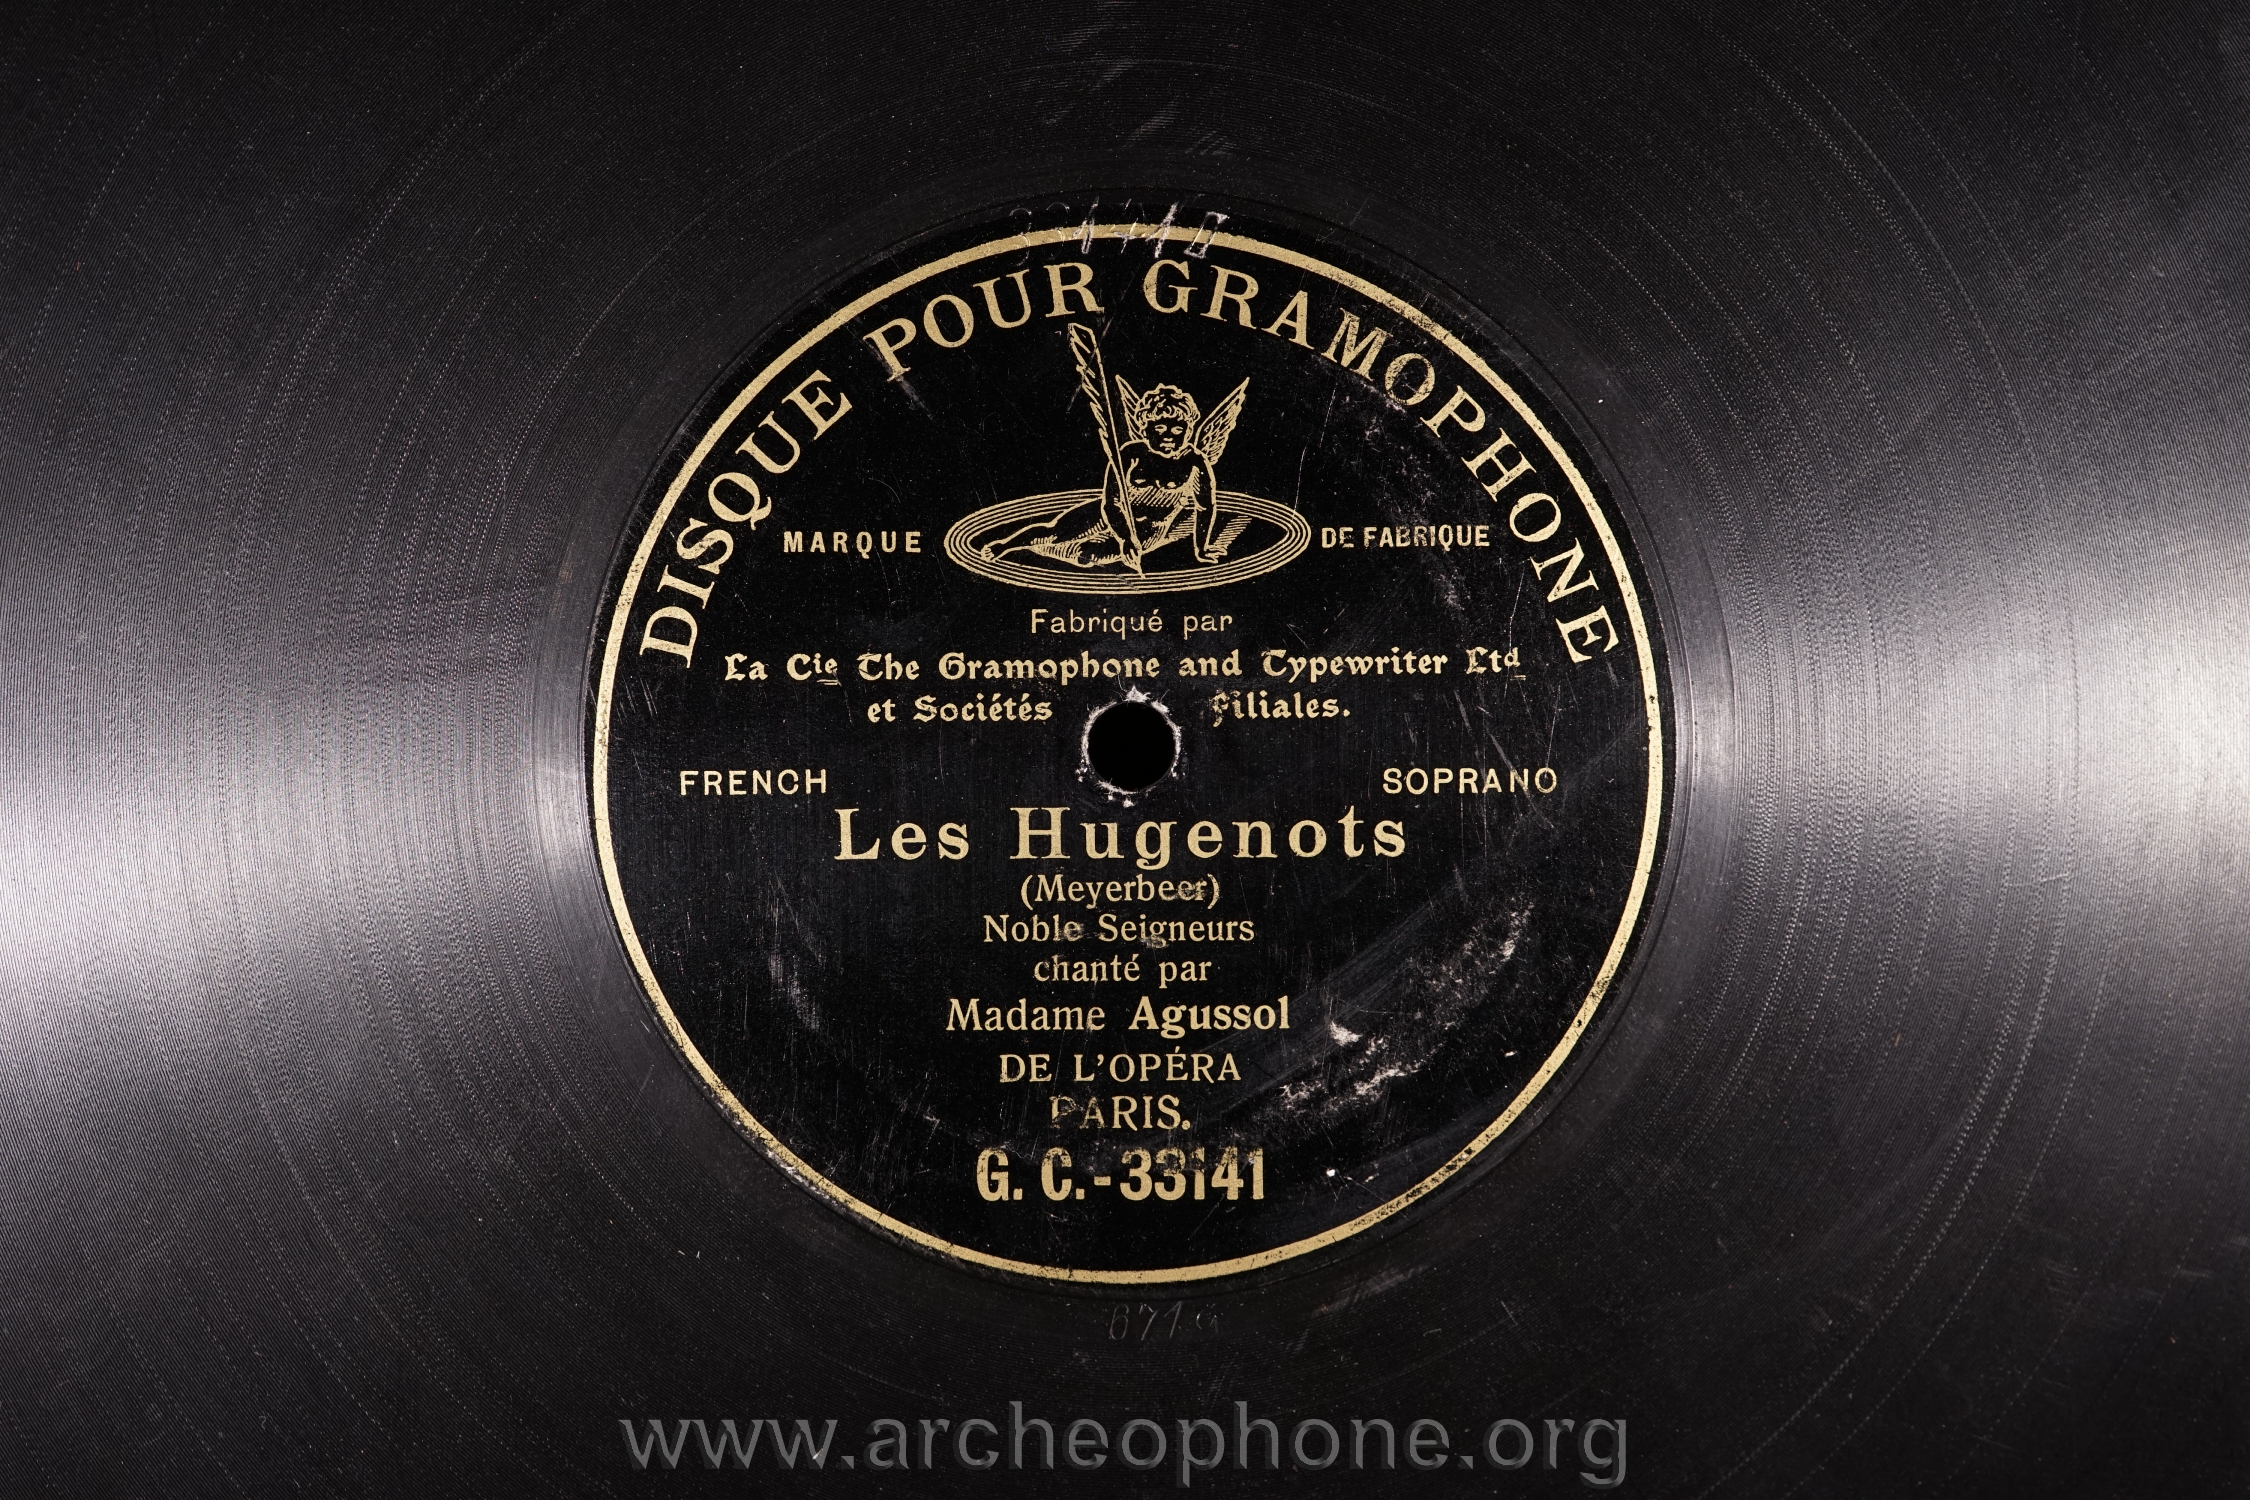 DISQUE POUR GRAMOPHONE
MARQUE DE FABRIQUE
Fabriqué par
La Cie The Gramophone and Typewriter Ltd
et Sociétés Filiales.
FRENCH SOPRANO
Les Hugenots
(Meyerbeer)
Noble Seigneurs
chanté par
Madame Agussol
DE L'OPÉRA
PARIS.
G. C.-33141
www.archeophone.org